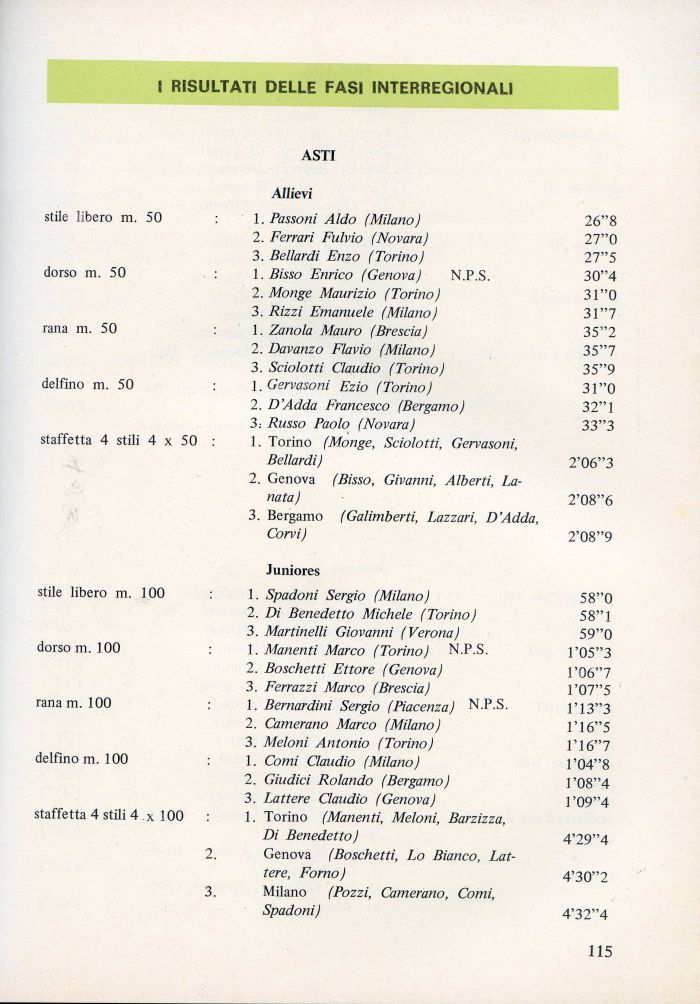 I RISULTATI DELLE FASI INTERREGIONALI
ASTI
Allievi
stile libero m. 50 : 1. Passoni Aldo (Milano) 26”8
2. Ferrari Fulvio (Novara) 27”0
3. Bellardi Enzo (Torino) 27”5
dorso m. 50 : 1. Bisso Enrico (Genova) N.P.S. 30”4
2. Monge Maurizio (Torino) 31”0
3. Rizzi Emanuele (Milano) 31”7
rana m. 50 : 1. Zanola Mauro (Brescia) 35”2
2. Davanzo Flavio (Milano) 35”7
3. Sciolotti Claudio (Torino) 35”9
delfino m. 50 : 1. Gervasoni Ezio (Torino) 31”0
2. D'Adda Francesco (Bergamo) 32”1
3. Russo Paolo (Novara) 33”3
staffetta 4 stili 4 x 50 : 1. Torino (Monge, Sciolotti, Gervasoni,
Bellardi) 2'06”3
2. Genova (Bisso, Givanni, Alberti, La-
nata) 2'08”6
3. Bergamo (Galimberti, Lazzari, D'Adda,
Corvi) 2'08”9
Juniores
stile libero m. 100 : 1. Spadoni Sergio (Milano) 58”0
2. Di Benedetto Michele (Torino) 58”1
3. Martinelli Giovanni (Verona) 59”0
dorso m. 100 : 1. Manenti Marco (Torino) N.P.S. 1'05”3
2. Boschetti Ettore (Genova) 1'06”7
3. Ferrazzi Marco (Brescia) 1'07”5
rana m. 100 : 1. Bernardini Sergio (Piacenza) N.P.S. 1'13”3
2. Camerano Marco (Milano) 1'16”5
3. Meloni Antonio (Torino) 1'16”7
delfino m. 100 : 1. Comi Claudio (Milano) 1'04”8
2. Giudici Rolando (Bergamo) 1'08”4
3. Lattere Claudio (Genova) 1'09”4
staffetta 4 stili 4 x 100 : 1. Torino (Manenti, Meloni, Barzizza,
Di Benedetto) 4'29”4
2. Genova (Boschetti, Lo Bianco, Lat-
tere, Forno) 4'30”2
3. Milano (Pozzi, Camerano, Comi,
Spadoni) 4'32”4
115